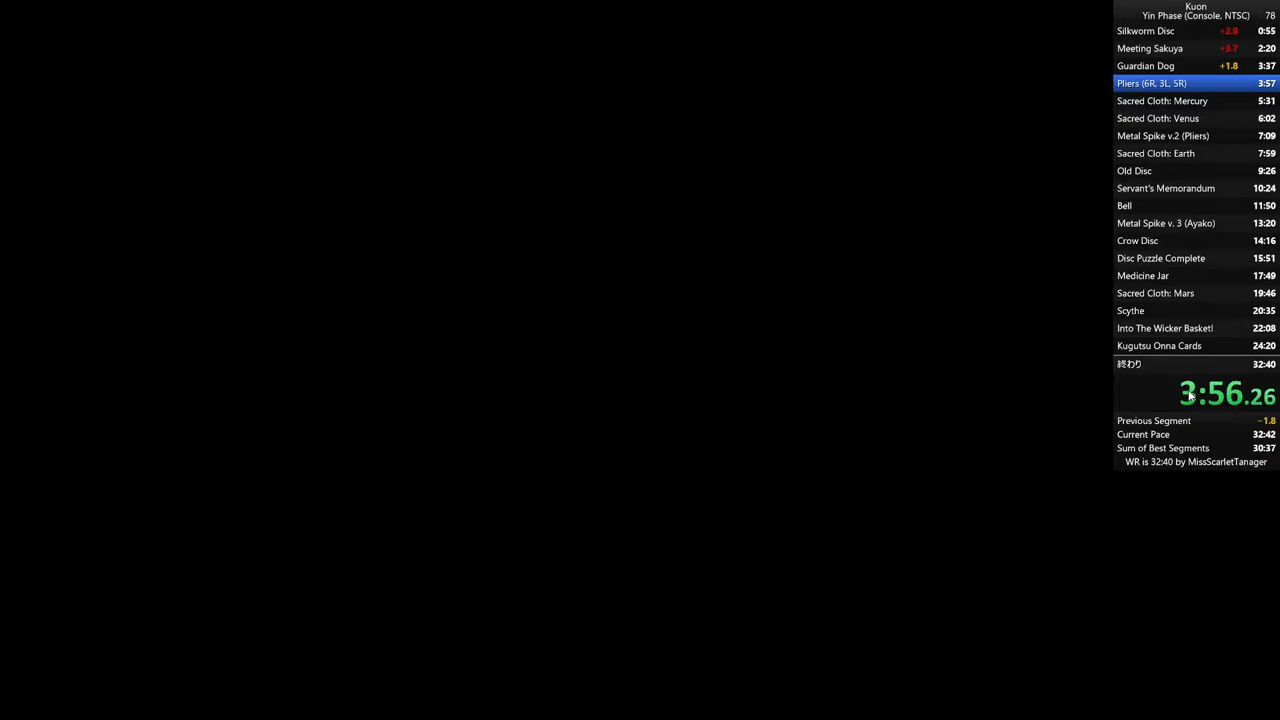 Kuon
Yin Phase (Console, NTSC) 78
Silkworm Disc +2.9 0:55
Meeting Sakuya +3.7 2:20
Guardian Dog +1.8 3:37
Pliers (6R, 3L, 5R) 3:57
Sacred Cloth: Mercury 5:31
Sacred Cloth: Venus 6:02
Metal Spike v.2 (Pliers) 7:09
Sacred Cloth: Earth 7:59
Old Disc 9:26
Servant's Memorandum 10:24
Bell 11:50
Metal Spike v. 3 (Ayako) 13:20
Crow Disc 14:16
Disc Puzzle Complete 15:51
Medicine Jar 17:49
Sacred Cloth: Mars 19:46
Scythe 20:35
Into The Wicker Basket! 22:08
Kugutsu Onna Cards 24:20
終わり 32:40
3:56.26
Previous Segment −1.8
Current Pace 32:42
Sum of Best Segments 30:37
WR is 32:40 by MissScarletTanager